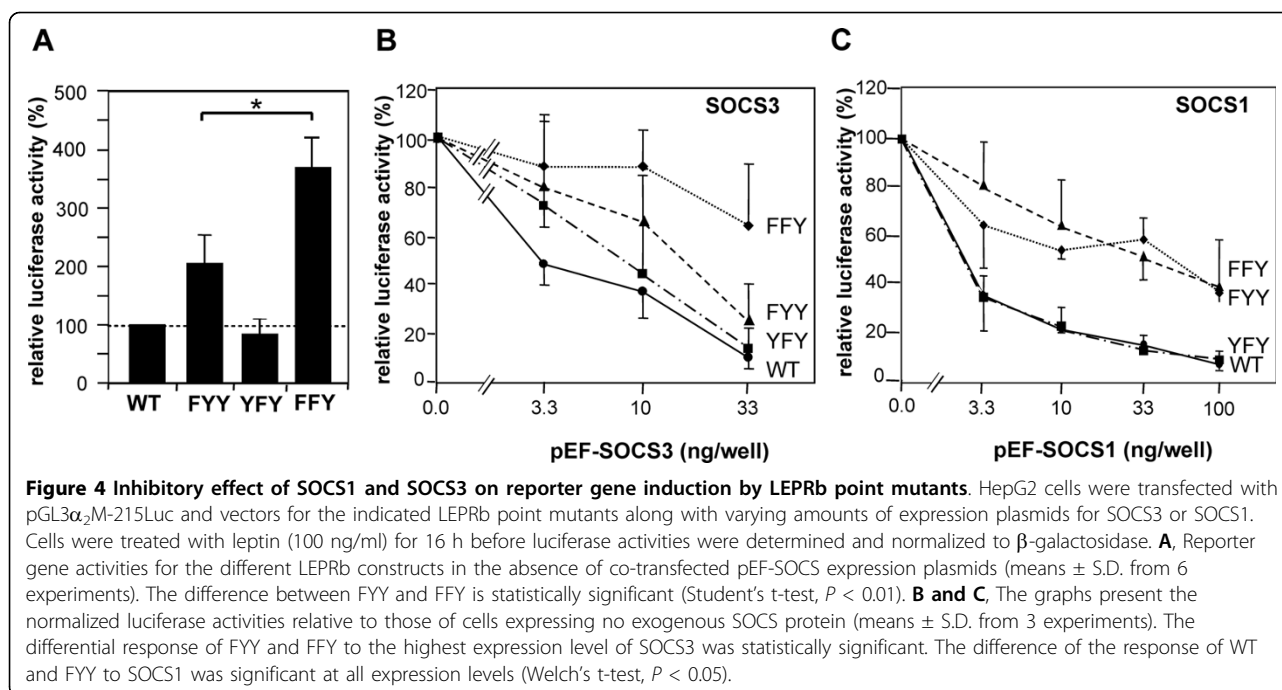 A
relative luciferase activity (%)
500
400
300
200
100
0
*
WT FYY YFY FFY
B
relative luciferase activity (%)
120
100
80
60
40
20
0
SOCS3
FFY
FYY
YFY
WT
0.0 3.3 10 33
pEF-SOCS3 (ng/well)
C
relative luciferase activity (%)
120
100
80
60
40
20
0
SOCS1
FFY
FYY
YFY
WT
0.0 3.3 10 33 100
pEF-SOCS1 (ng/well)
Figure 4 Inhibitory effect of SOCS1 and SOCS3 on reporter gene induction by LEPRb point mutants. HepG2 cells were transfected with
pGL3α₂M-215Luc and vectors for the indicated LEPRb point mutants along with varying amounts of expression plasmids for SOCS3 or SOCS1.
Cells were treated with leptin (100 ng/ml) for 16 h before luciferase activities were determined and normalized to β-galactosidase. A, Reporter
gene activities for the different LEPRb constructs in the absence of co-transfected pEF-SOCS expression plasmids (means ± S.D. from 6
experiments). The difference between FYY and FFY is statistically significant (Student's t-test, P < 0.01). B and C, The graphs present the
normalized luciferase activities relative to those of cells expressing no exogenous SOCS protein (means ± S.D. from 3 experiments). The
differential response of FYY and FFY to the highest expression level of SOCS3 was statistically significant. The difference of the response of WT
and FYY to SOCS1 was significant at all expression levels (Welch's t-test, P < 0.05).